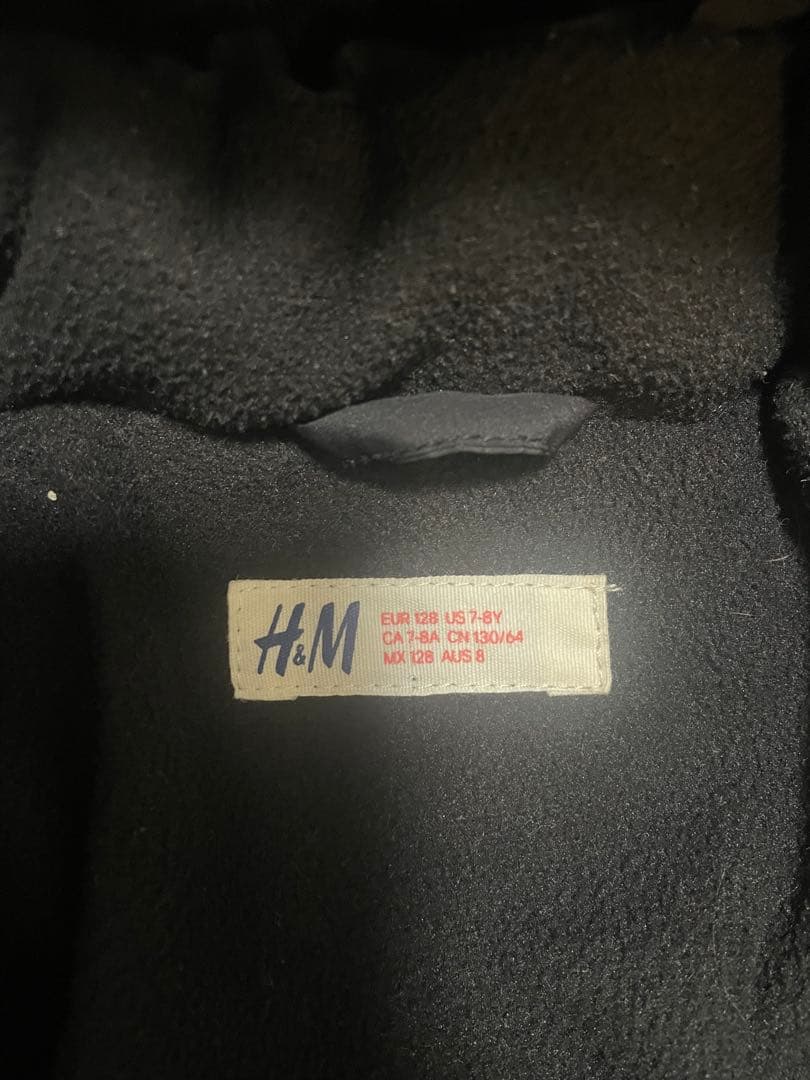 H&M
EUR 128 US 7-8Y
CA 7-8A CN 130/64
MX 128 AUS 8